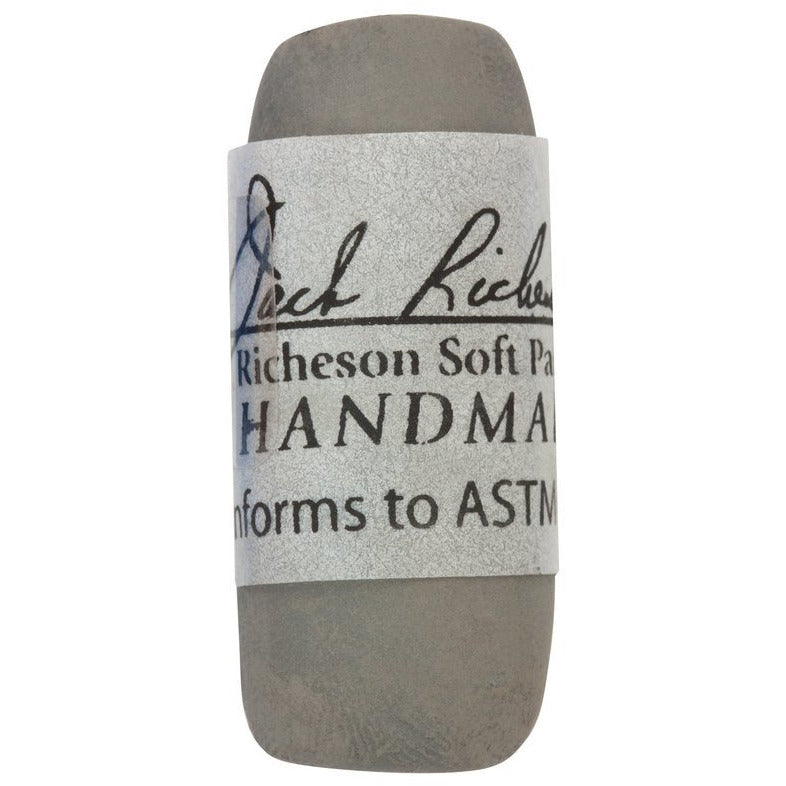 Jack Riches
Richeson Soft Pa
HANDMA
nforms to ASTM